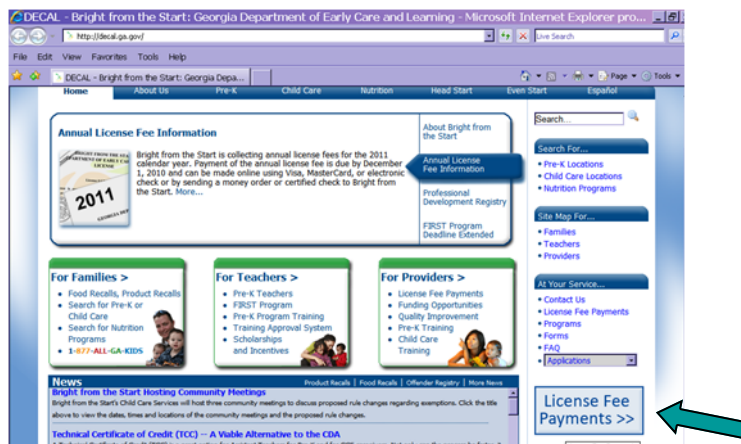 DECAL - Bright from the Start: Georgia Department of Early Care and Learning - Microsoft Internet Explorer pro...
http://decal.ga.gov/
Live Search
File Edit View Favorites Tools Help
DECAL - Bright from the Start: Georgia Depa...
Page Tools
Home About Us Pre-K Child Care Nutrition Head Start Even Start Español
Annual License Fee Information
Bright from the Start is collecting annual license fees for the 2011
calendar year. Payment of the annual license fee is due by December
1, 2010 and can be made online using Visa, MasterCard, or electronic
check or by sending a money order or certified check to Bright from
the Start. More...
2011
About Bright from
the Start
Annual License
Fee Information
Professional
Development Registry
FIRST Program
Deadline Extended
Search...
Search For...
Pre-K Locations
Child Care Locations
Nutrition Programs
Site Map For...
Families
Teachers
Providers
At Your Service...
Contact Us
License Fee Payments
Programs
Forms
FAQ
Applications
For Families >
Food Recalls, Product Recalls
Search for Pre-K or
Child Care
Search for Nutrition
Programs
1-877-ALL-GA-KIDS
For Teachers >
Pre-K Teachers
FIRST Program
Pre-K Program Training
Training Approval System
Scholarships
and Incentives
For Providers >
License Fee Payments
Funding Opportunities
Quality Improvement
Pre-K Training
Child Care
Training
News Product Recalls | Food Recalls | Offender Registry | More News
Bright from the Start Hosting Community Meetings
Bright from the Start's Child Care Services will host three community meetings to discuss proposed rule changes regarding exemptions. Click the title
above to view the dates, times and locations of the community meetings and the proposed rule changes.
Technical Certificate of Credit (TCC) -- A Viable Alternative to the CDA
License Fee
Payments >>